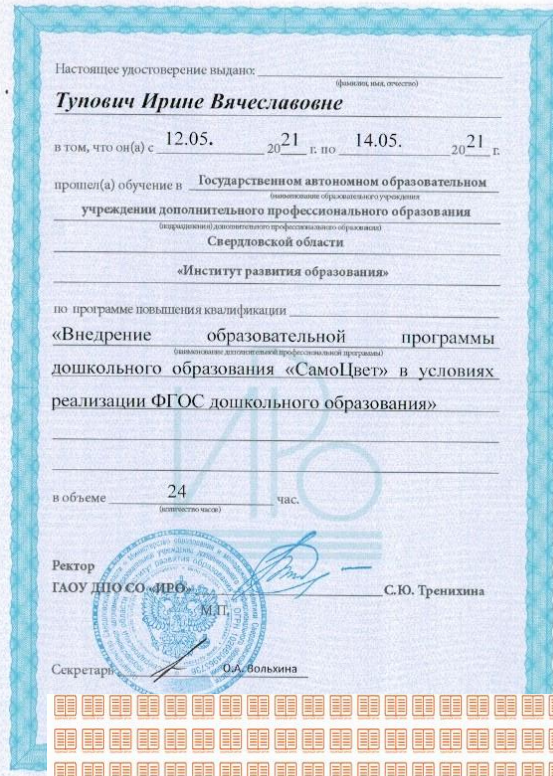 Настоящее удостоверение выдано:
(фамилия, имя, отчество)
Тупович Ирине Вячеславовне
в том, что он(а) с 12.05. 2021 г. по 14.05. 2021 г.
прошел(а) обучение в Государственном автономном образовательном
(наименование образовательного учреждения
учреждении дополнительного профессионального образования
(подразделения) дополнительного профессионального образования)
Свердловской области
«Институт развития образования»
по программе повышения квалификации
«Внедрение образовательной программы
(наименование дополнительной профессиональной программы)
дошкольного образования «СамоЦвет» в условиях
реализации ФГОС дошкольного образования»
ИРО
в объеме 24 час.
(количество часов)
Ректор
ГАОУ ДПО СО «ИРО» С.Ю. Тренихина
М.П.
Секретарь О.А. Вольхина